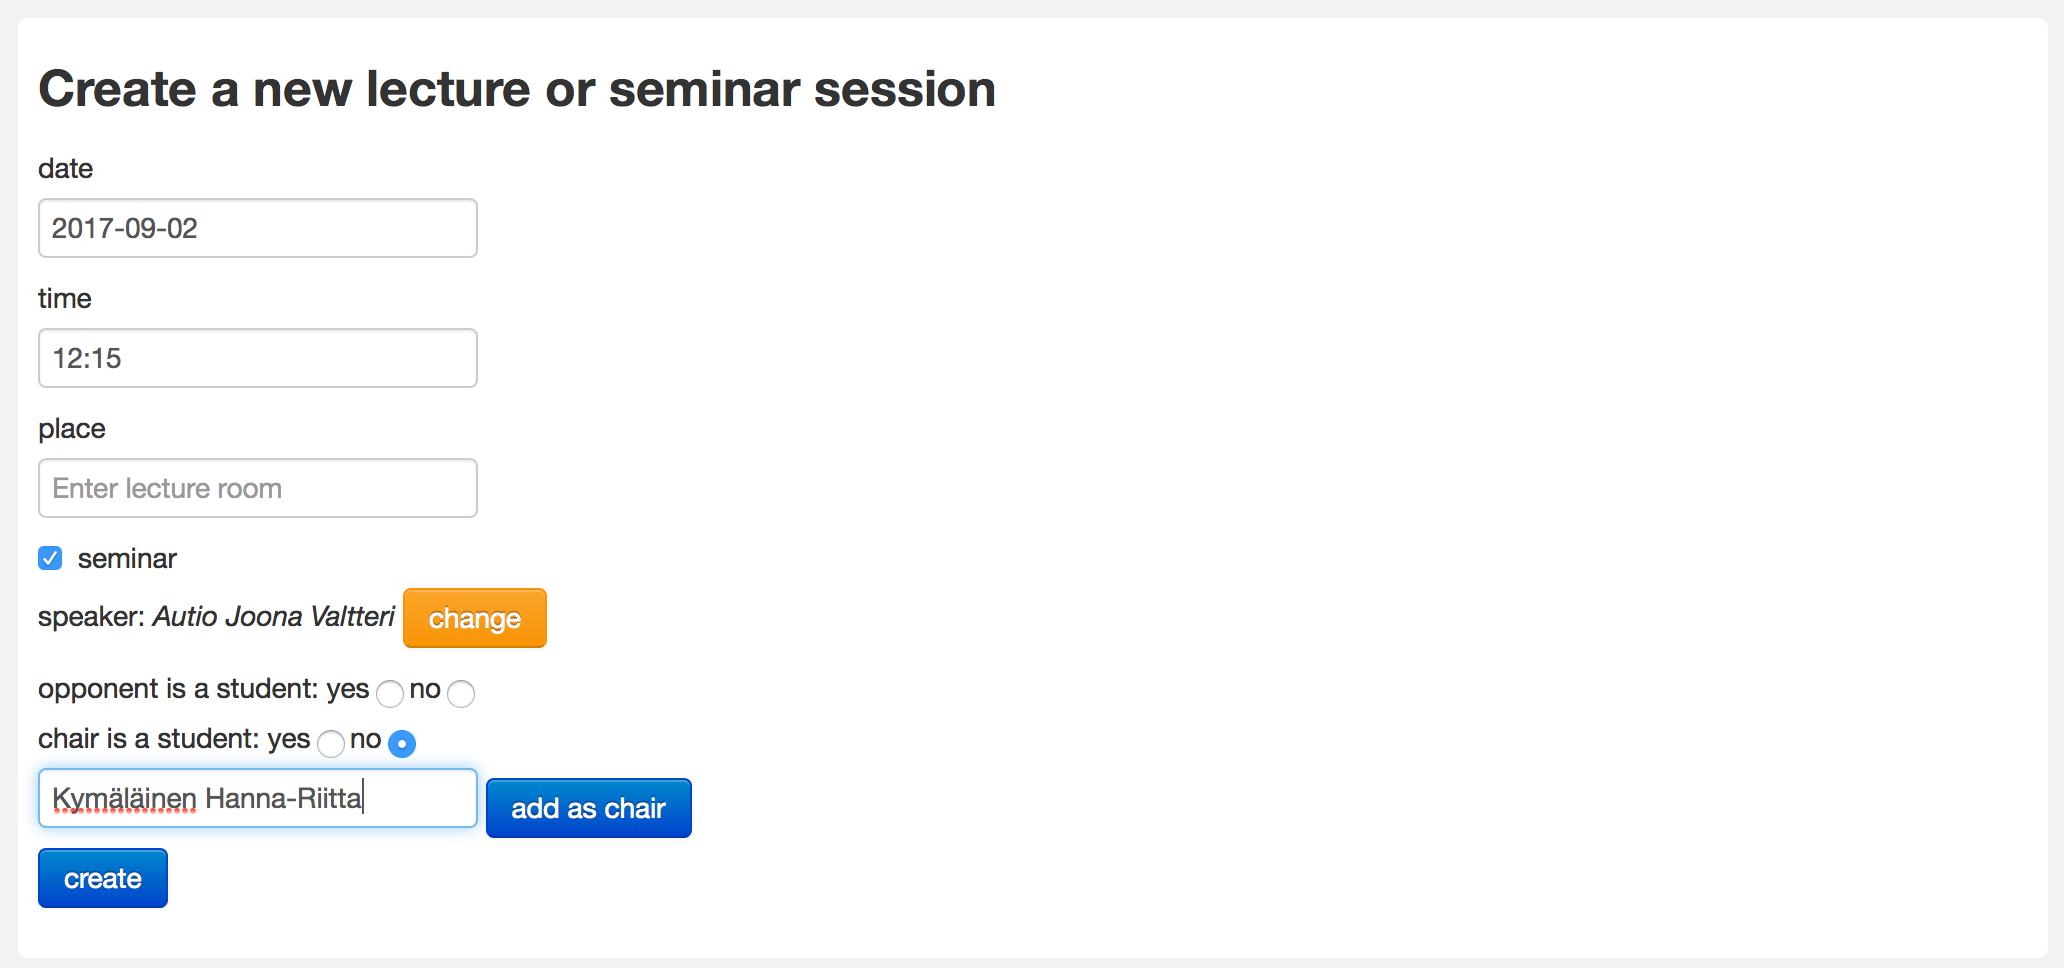 Create a new lecture or seminar session
date
2017-09-02
time
12:15
place
Enter lecture room
seminar
speaker: Autio Joona Valtteri change
opponent is a student: yes no
chair is a student: yes no
Kymäläinen Hanna-Riitta add as chair
create